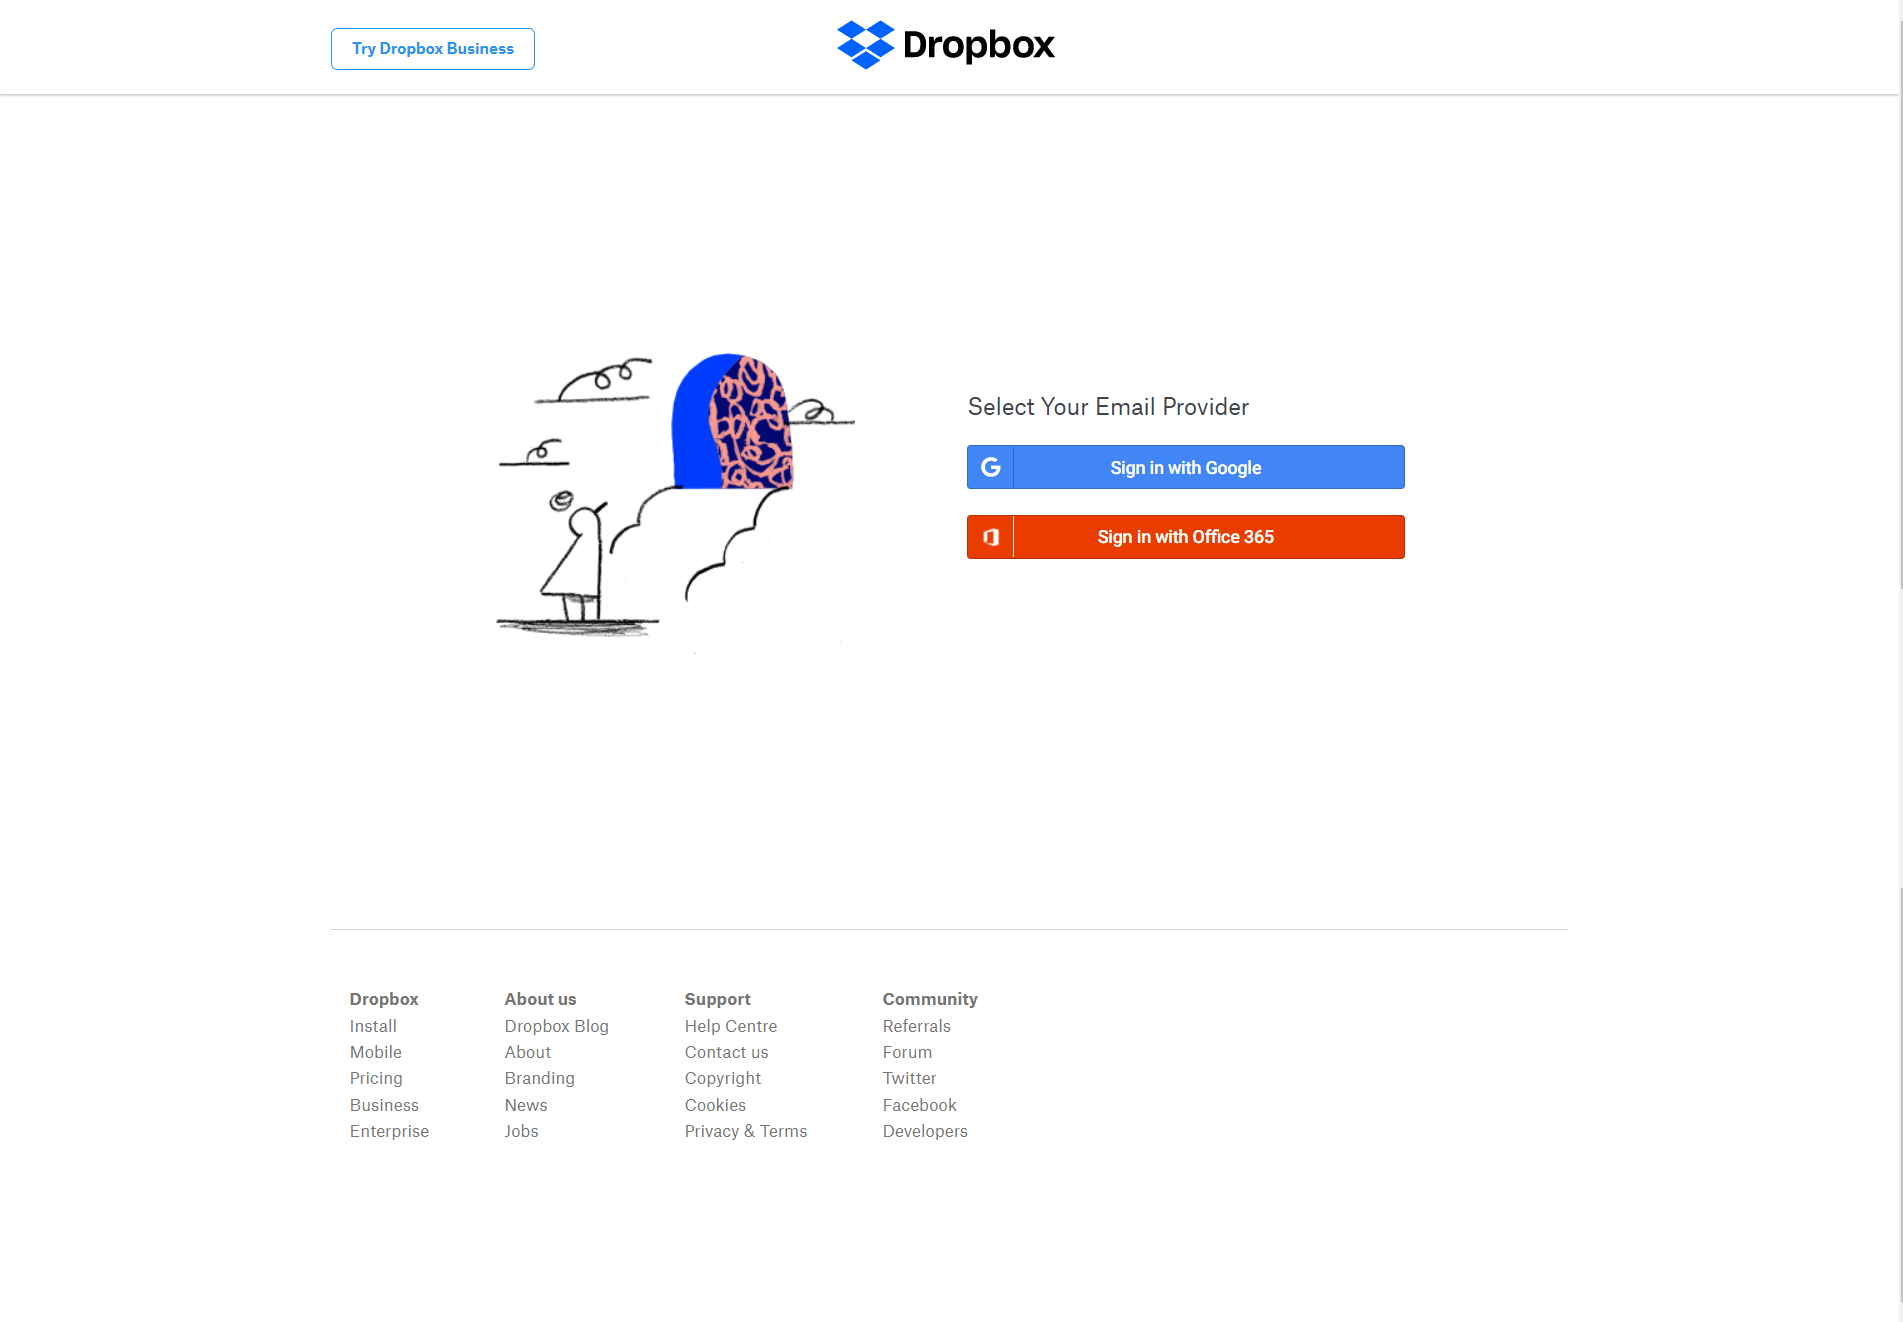 Try Dropbox Business
Dropbox
Select Your Email Provider
Sign in with Google
Sign in with Office 365
Dropbox
Install
Mobile
Pricing
Business
Enterprise
About us
Dropbox Blog
About
Branding
News
Jobs
Support
Help Centre
Contact us
Copyright
Cookies
Privacy & Terms
Community
Referrals
Forum
Twitter
Facebook
Developers